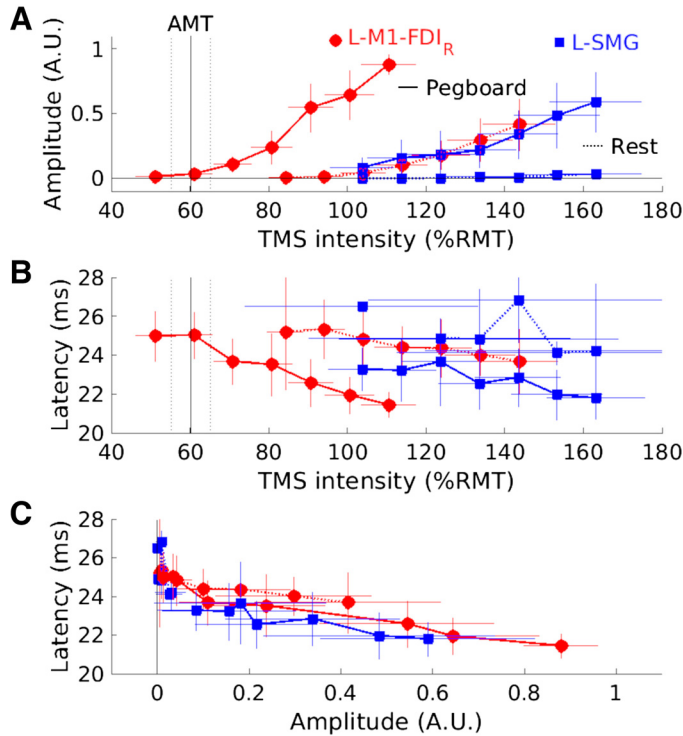 A
AMT
L-M1-FDI_R
L-SMG
Pegboard
Rest
Amplitude (A.U.)
1
0.5
0
40 60 80 100 120 140 160 180
TMS intensity (%RMT)
B
Latency (ms)
28
26
24
22
20
40 60 80 100 120 140 160 180
TMS intensity (%RMT)
C
Latency (ms)
28
26
24
22
20
0 0.2 0.4 0.6 0.8 1
Amplitude (A.U.)